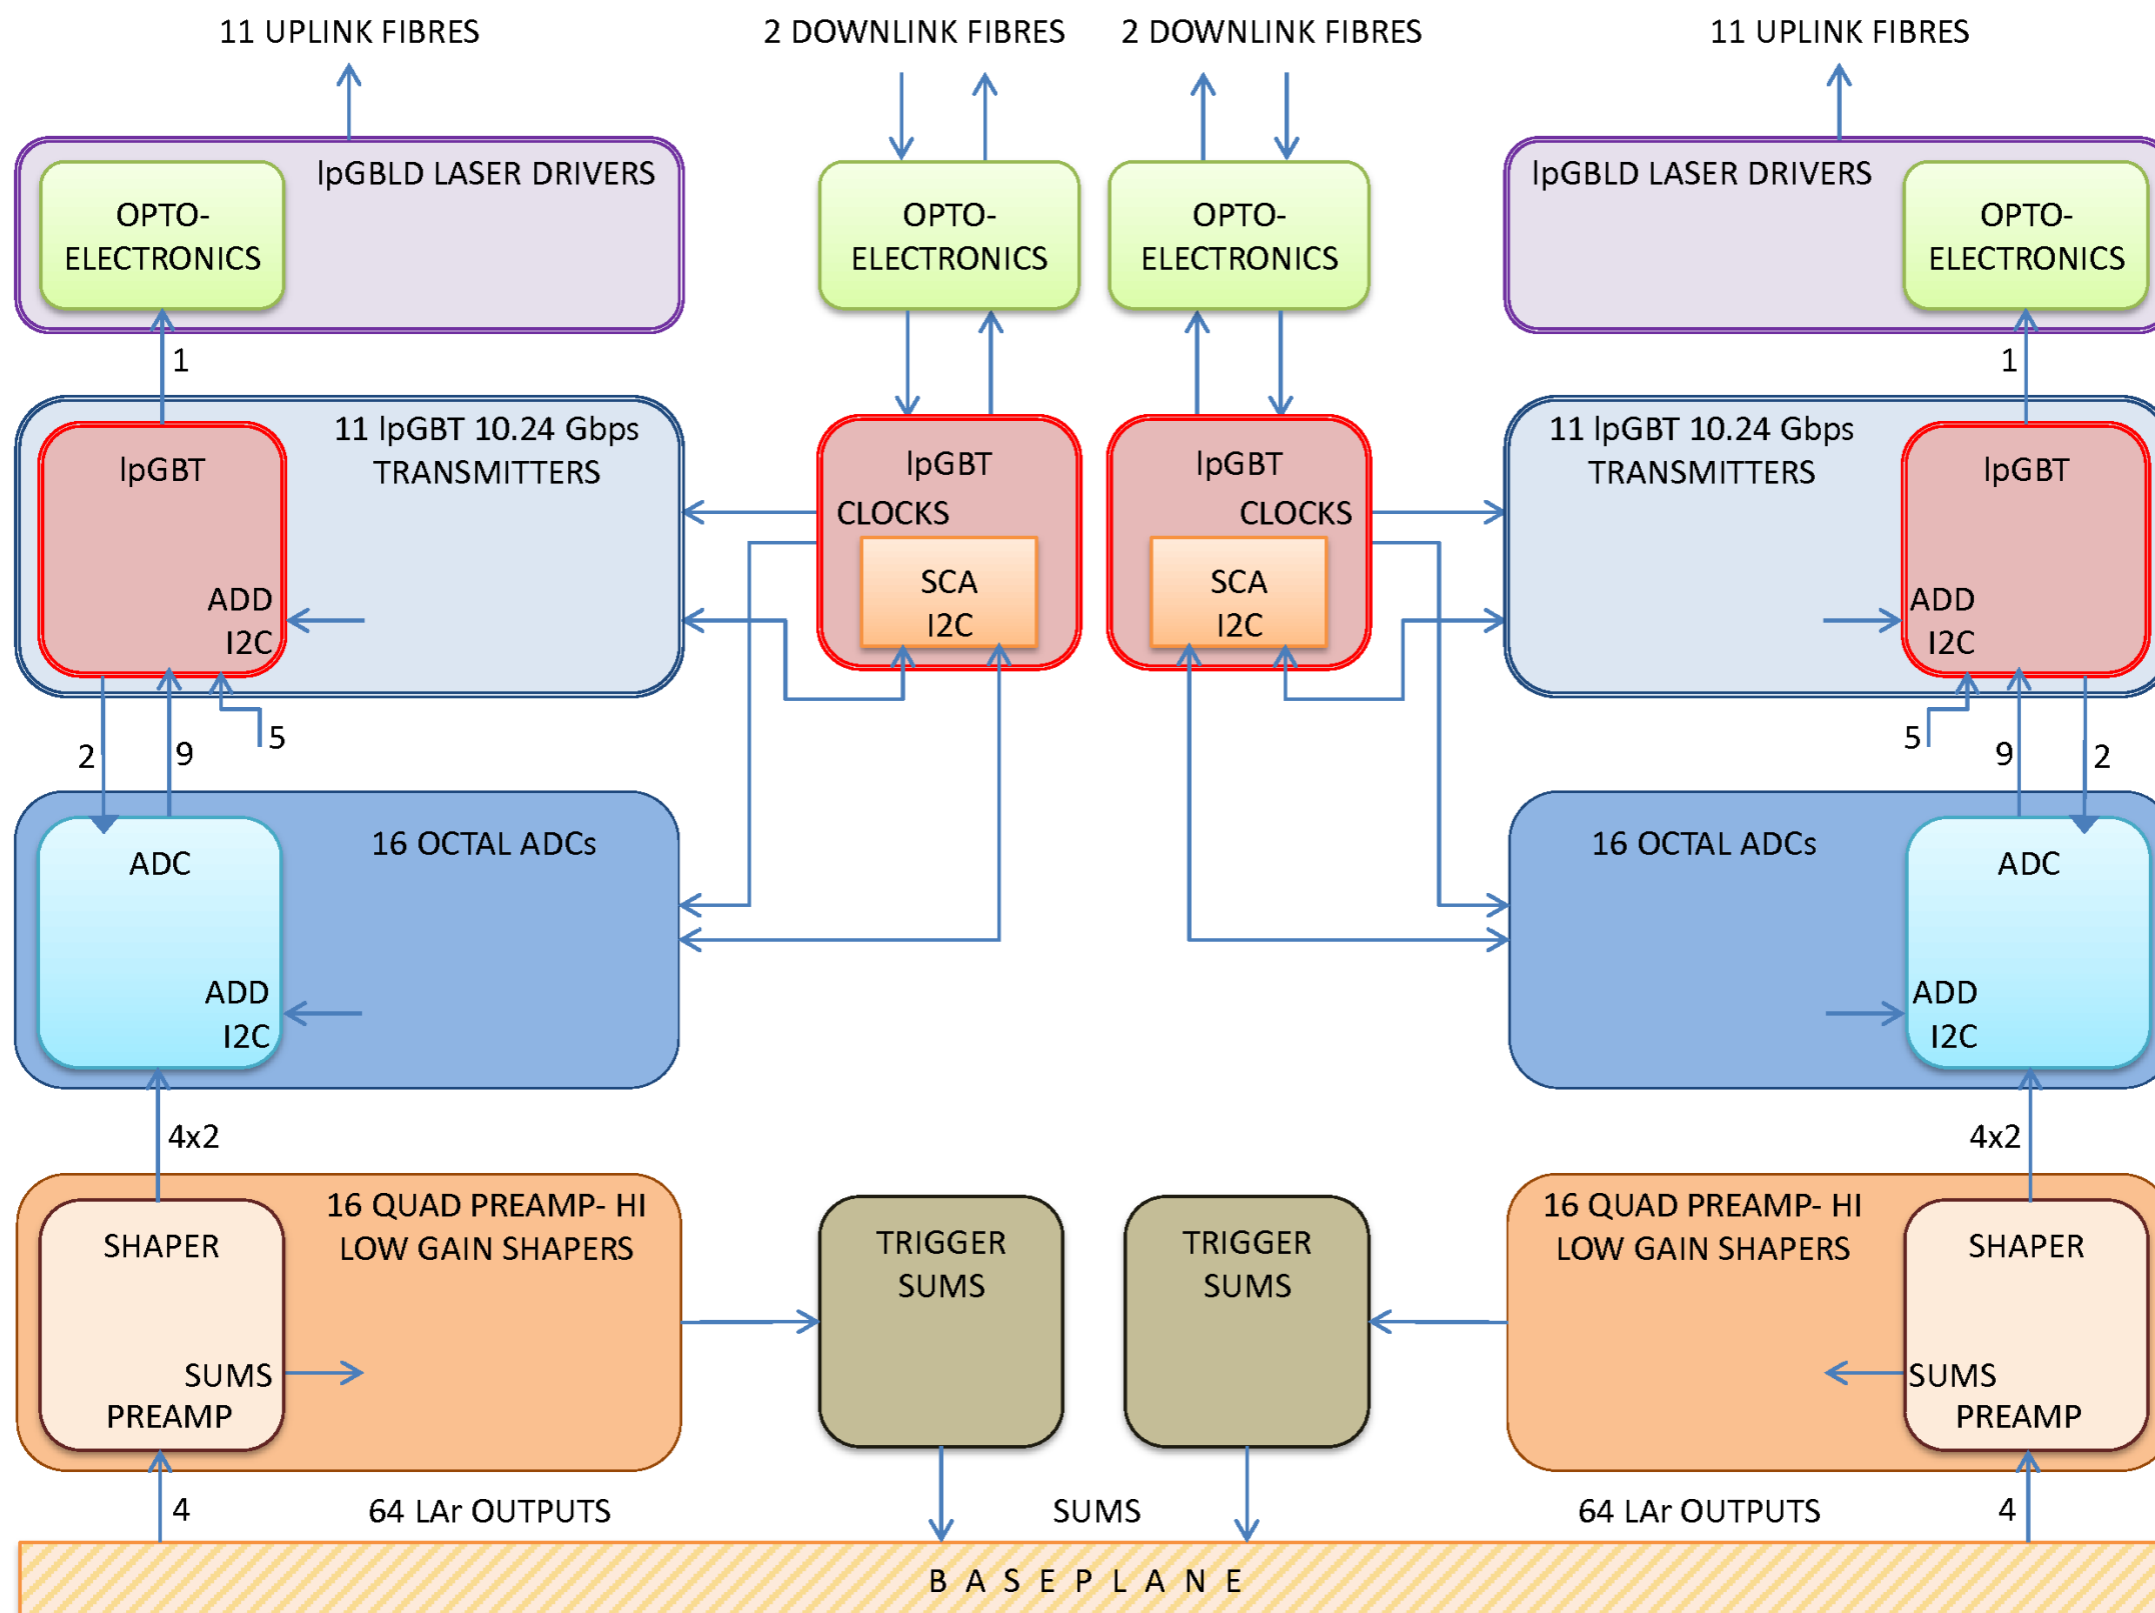 11 UPLINK FIBRES
2 DOWNLINK FIBRES
2 DOWNLINK FIBRES
11 UPLINK FIBRES
lpGBLD LASER DRIVERS
OPTO-
ELECTRONICS
OPTO-
ELECTRONICS
OPTO-
ELECTRONICS
lpGBLD LASER DRIVERS
OPTO-
ELECTRONICS
1
1
11 lpGBT 10.24 Gbps
TRANSMITTERS
lpGBT
ADD
I2C
lpGBT
CLOCKS
SCA
I2C
lpGBT
CLOCKS
SCA
I2C
11 lpGBT 10.24 Gbps
TRANSMITTERS
lpGBT
ADD
I2C
2
9
5
5
9
2
16 OCTAL ADCs
ADC
ADD
I2C
16 OCTAL ADCs
ADC
ADD
I2C
4x2
4x2
16 QUAD PREAMP- HI
LOW GAIN SHAPERS
SHAPER
SUMS
PREAMP
TRIGGER
SUMS
TRIGGER
SUMS
16 QUAD PREAMP- HI
LOW GAIN SHAPERS
SHAPER
SUMS
PREAMP
4
64 LAr OUTPUTS
SUMS
64 LAr OUTPUTS
4
B A S E P L A N E